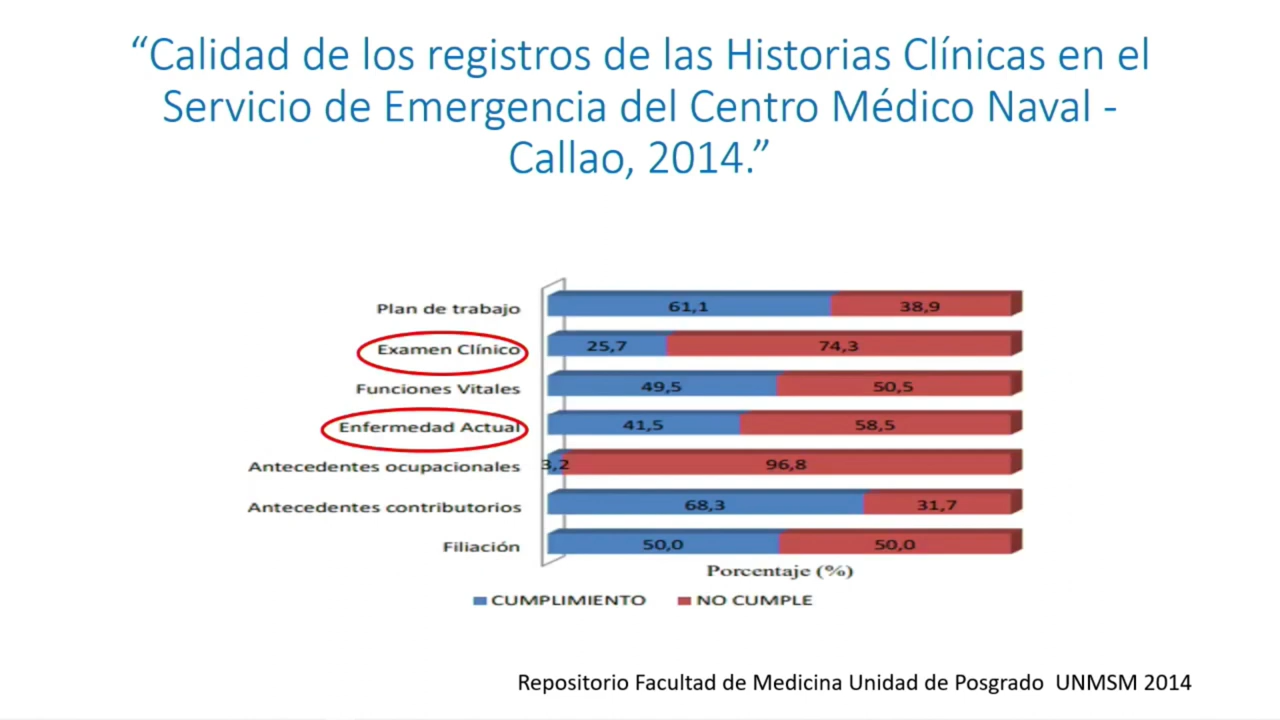 “Calidad de los registros de las Historias Clínicas en el
Servicio de Emergencia del Centro Médico Naval -
Callao, 2014.”
Plan de trabajo 61,1 38,9
Examen Clínico 25,7 74,3
Funciones Vitales 49,5 50,5
Enfermedad Actual 41,5 58,5
Antecedentes ocupacionales 3,2 96,8
Antecedentes contributorios 68,3 31,7
Filiación 50,0 50,0
Porcentaje (%)
CUMPLIMIENTO NO CUMPLE
Repositorio Facultad de Medicina Unidad de Posgrado UNMSM 2014